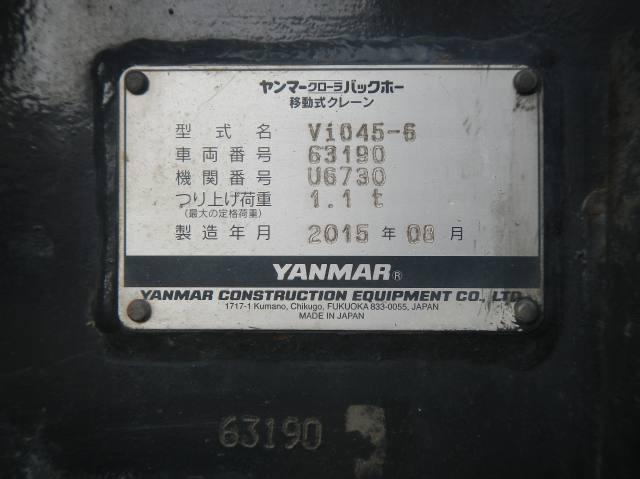 ヤンマークローラバックホー
移動式クレーン
型式名 Vi045-6
車両番号 63190
機関番号 U6730
つり上げ荷重 1.1 t
(最大の定格荷重)
製造年月 2015 年 08 月
YANMAR®
YANMAR CONSTRUCTION EQUIPMENT CO., LTD.
1717-1 Kumano, Chikugo, FUKUOKA 833-0055, JAPAN
MADE IN JAPAN
63190